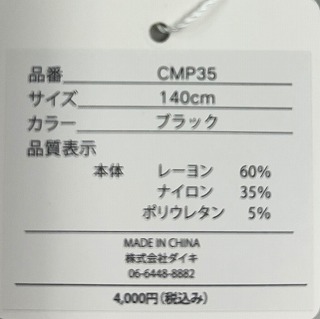 品番 CMP35
サイズ 140cm
カラー ブラック
品質表示
本体 レーヨン 60%
ナイロン 35%
ポリウレタン 5%
MADE IN CHINA
株式会社ダイキ
06-6448-8882
4,000円(税込み)